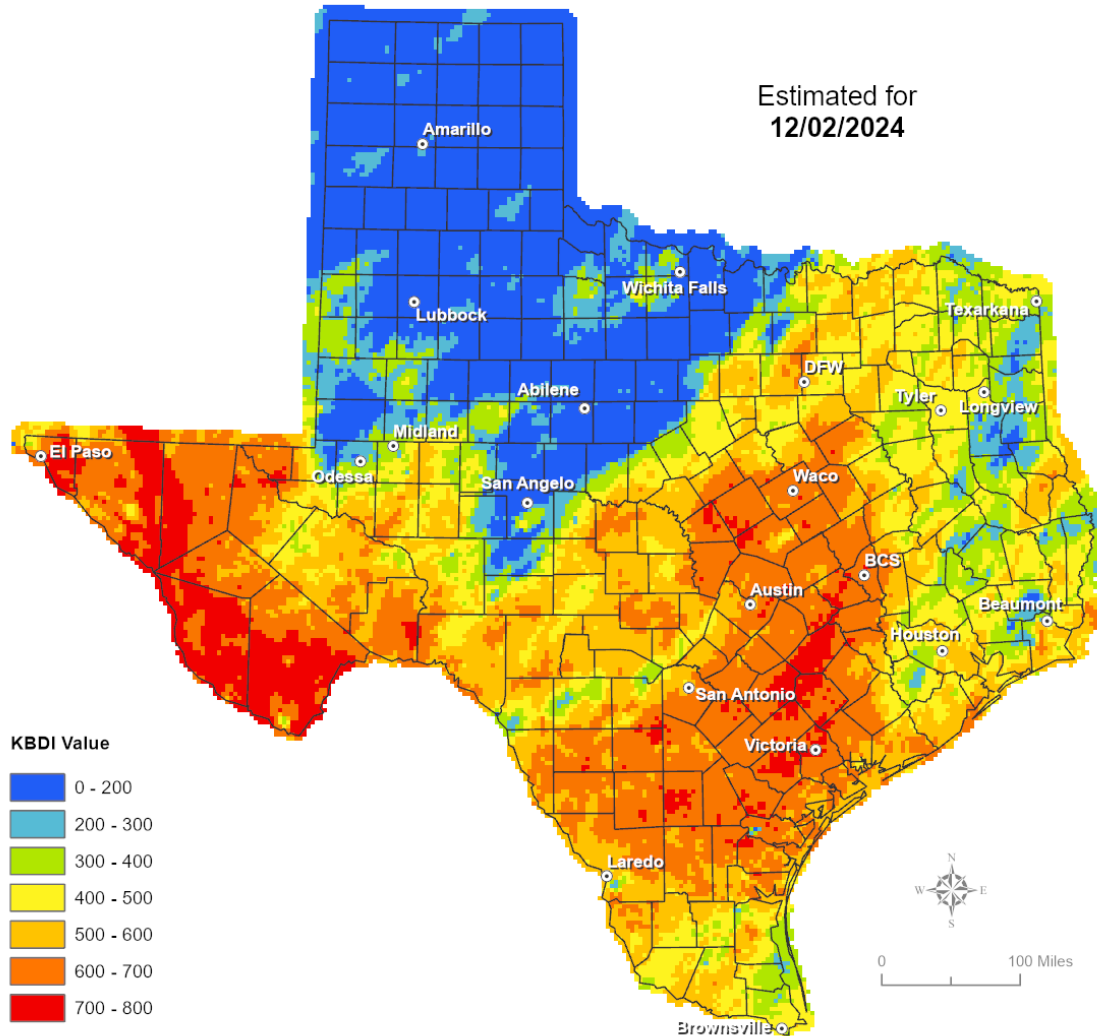 Estimated for
12/02/2024
Amarillo
Wichita Falls
Lubbock
Texarkana
DFW
Abilene
Tyler
Longview
Midland
El Paso
Odessa
San Angelo
Waco
BCS
Austin
Beaumont
Houston
San Antonio
Victoria
Laredo
Brownsville
KBDI Value
0 - 200
200 - 300
300 - 400
400 - 500
500 - 600
600 - 700
700 - 800
N
W E
S
0 100 Miles